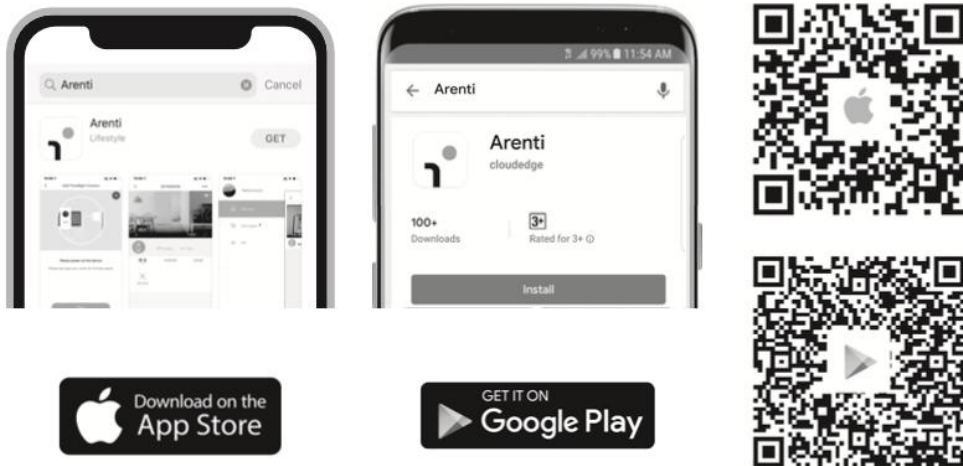 Arenti
Cancel
Arenti
Lifestyle
GET
99% 11:54 AM
Arenti
Arenti
cloudedge
100+
Downloads
3+
Rated for 3+
Install
Download on the
App Store
GET IT ON
Google Play